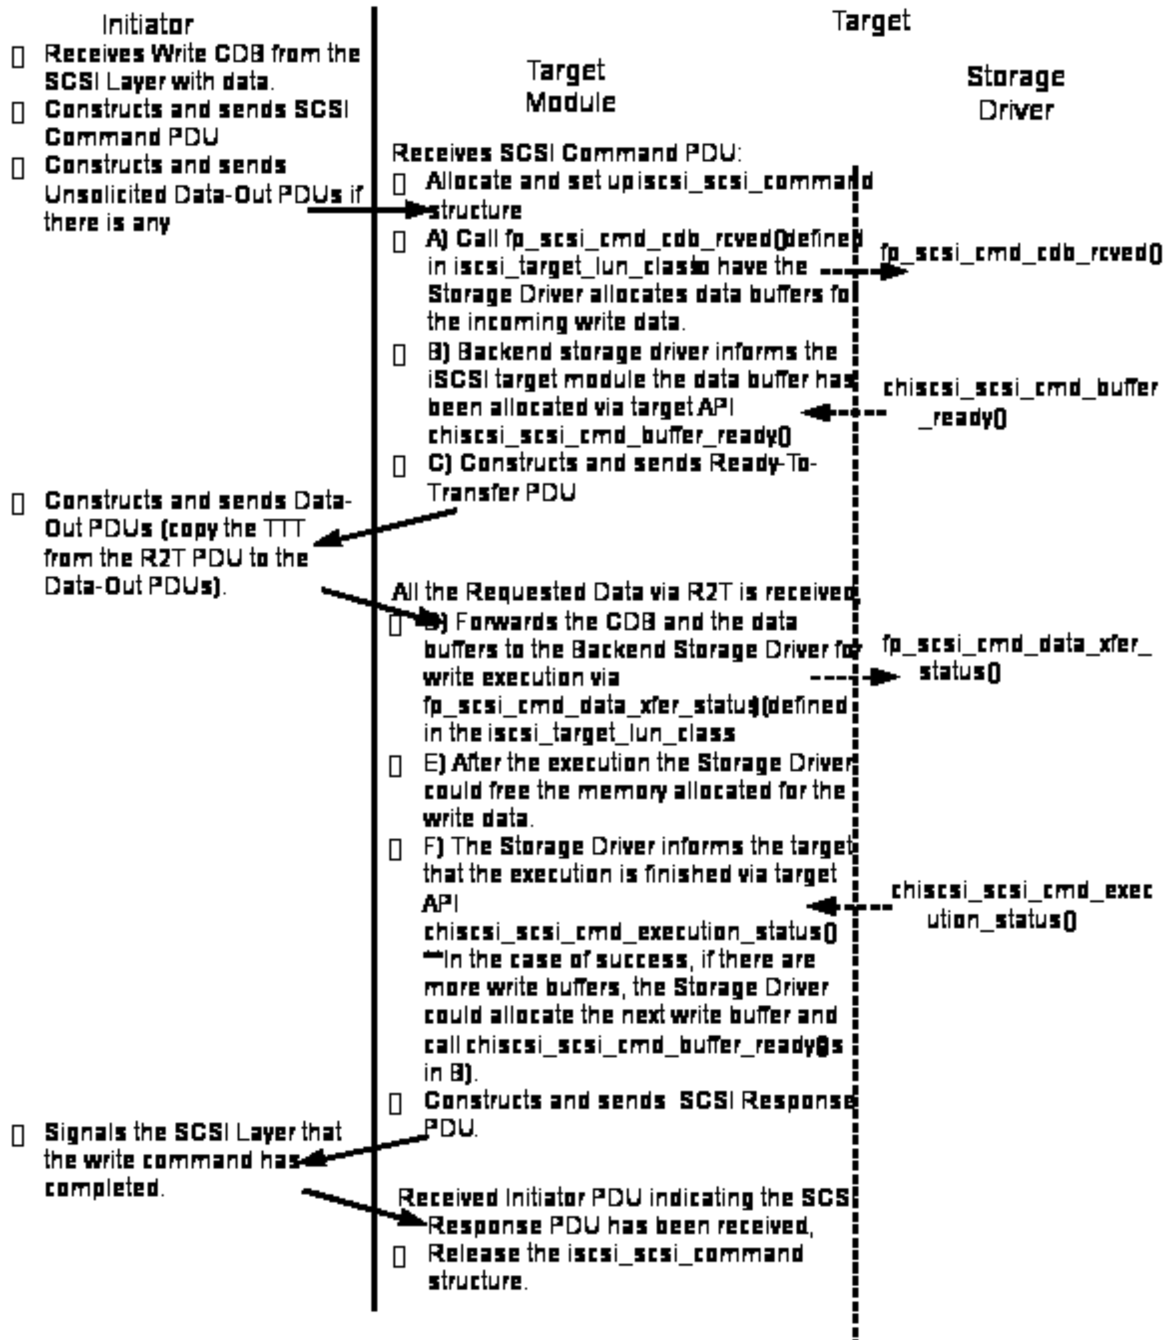 Initiator
Receives Write CDB from the
SCSI Layer with data.
Constructs and sends SCSI
Command PDU
Constructs and sends
Unsolicited Data-Out PDUs if
there is any
Constructs and sends Data-
Out PDUs (copy the TTT
from the R2T PDU to the
Data-Out PDUs).
Signals the SCSI Layer that
the write command has
completed.
Target
Target
Module
Receives SCSI Command PDU:
Allocate and set up iscsi_scsi_command
structure
A) Call fp_scsi_cmd_cdb_rcved() defined
in iscsi_target_lun_class to have the
Storage Driver allocates data buffers for
the incoming write data.
B) Backend storage driver informs the
iSCSI target module the data buffer has
been allocated via target API
chiscsi_scsi_cmd_buffer_ready()
C) Constructs and sends Ready-To-
Transfer PDU
All the Requested Data via R2T is received,
D) Forwards the CDB and the data
buffers to the Backend Storage Driver for
write execution via
fp_scsi_cmd_data_xfer_status() (defined
in the iscsi_target_lun_class
E) After the execution the Storage Driver
could free the memory allocated for the
write data.
F) The Storage Driver informs the target
that the execution is finished via target
API
chiscsi_scsi_cmd_execution_status()
**In the case of success, if there are
more write buffers, the Storage Driver
could allocate the next write buffer and
call chiscsi_scsi_cmd_buffer_ready() as
in B).
Constructs and sends SCSI Response
PDU.
Received Initiator PDU indicating the SCSI
Response PDU has been received,
Release the iscsi_scsi_command
structure.
Storage
Driver
fp_scsi_cmd_cdb_rcved()
chiscsi_scsi_cmd_buffer
_ready()
fp_scsi_cmd_data_xfer_
status()
chiscsi_scsi_cmd_exec
ution_status()